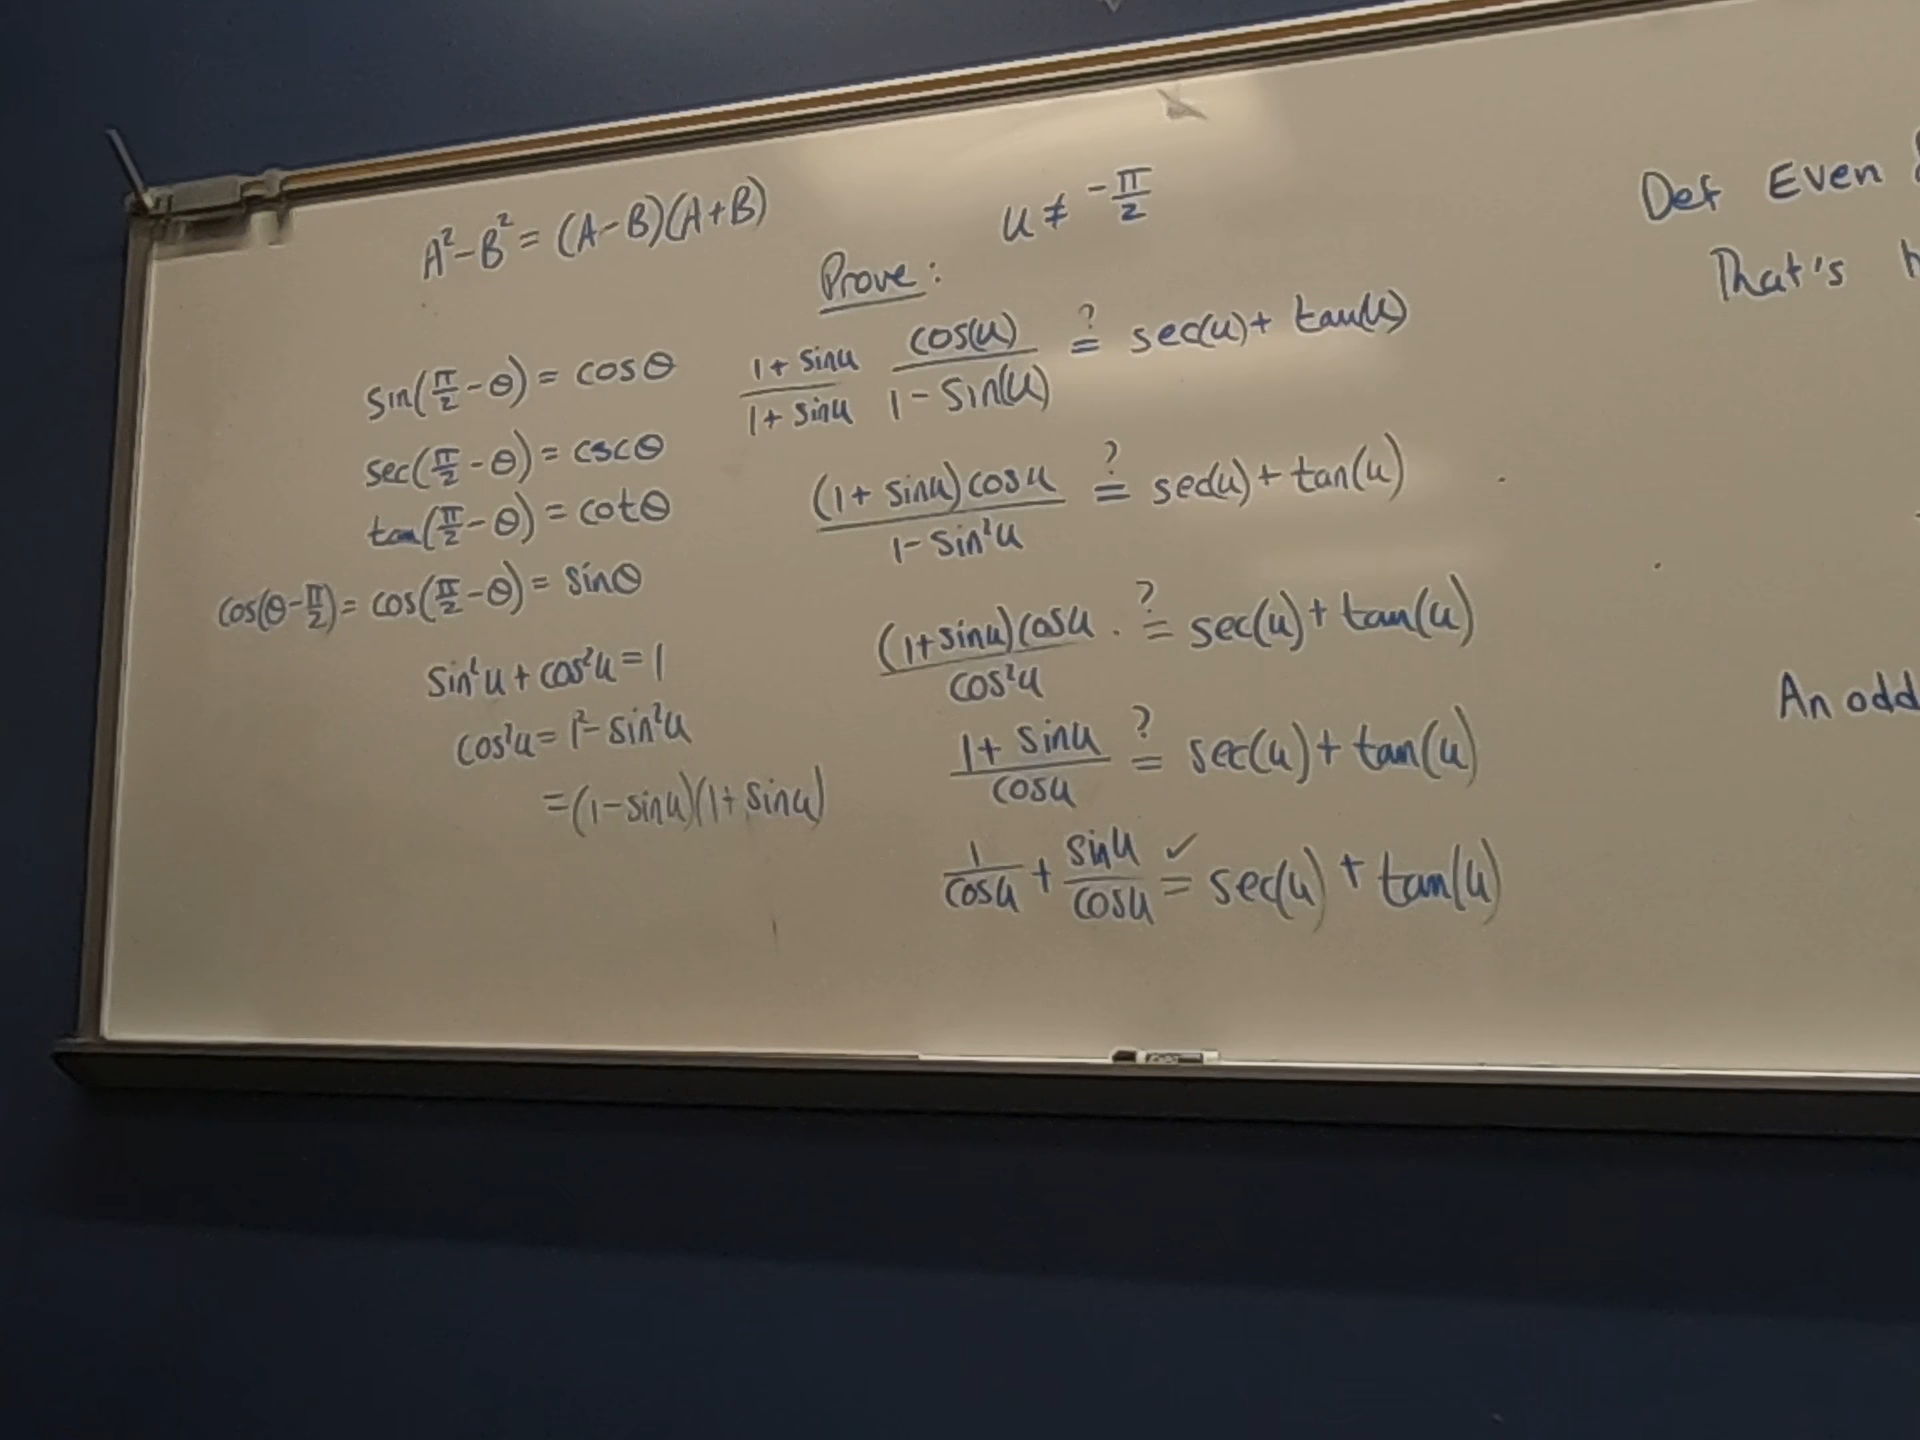 A²-B²= (A-B)(A+B)
u ≠ -π/2
Prove:
(1+ sinu)/(1+ sinu) cos(u)/(1- sin(u)) ?= sec(u)+ tan(u)
sin(π/2-θ)= cosθ
sec(π/2-θ)= cscθ
tan(π/2-θ)= cotθ
cos(θ-π/2)= cos(π/2-θ)= sinθ
sin²u + cos²u=1
cos²u= 1²- sin²u
=(1-sinu)(1+ sinu)
(1+ sinu)cosu/(1- sin²u) ?= sec(u)+tan(u)
(1+sinu)cosu/cos²u . ?= sec(u)+ tan(u)
(1+ sinu)/cosu ?= sec(u)+ tan(u)
1/cosu + sinu/cosu ✓= sec(u) + tan(u)
Def Even
That's
An odd